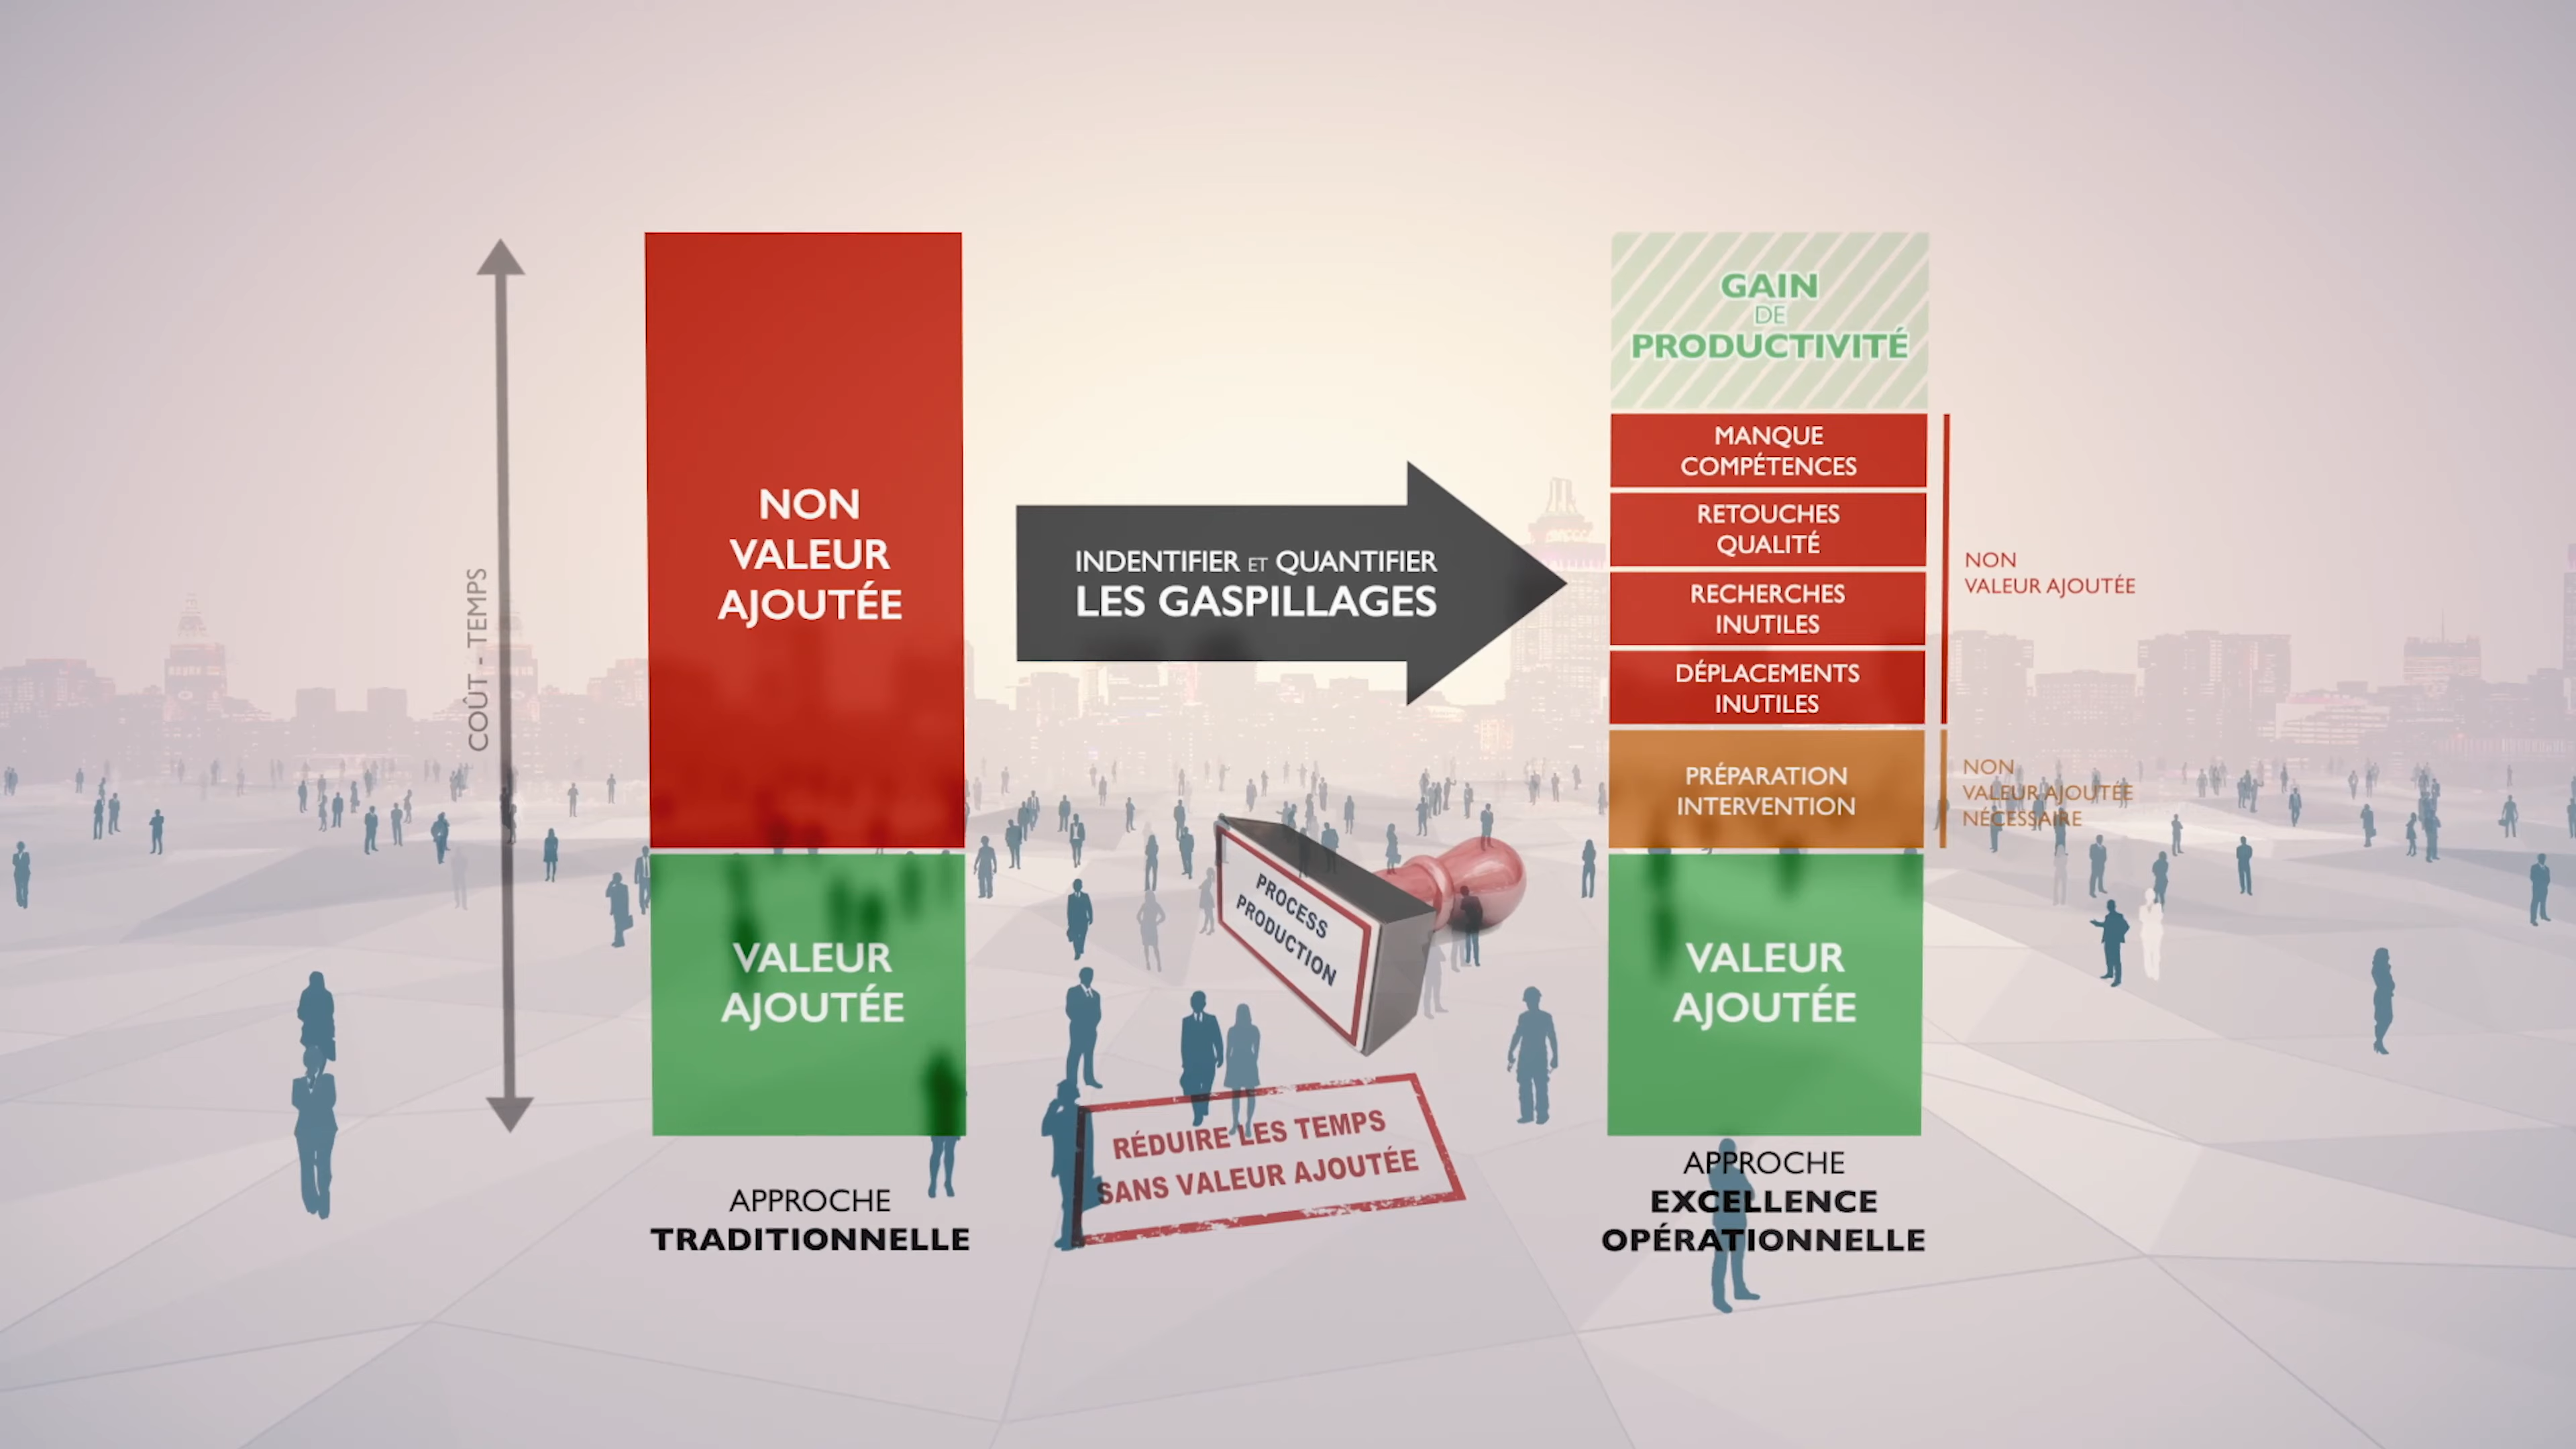 COÛT - TEMPS
NON
VALEUR
AJOUTÉE
VALEUR
AJOUTÉE
APPROCHE
TRADITIONNELLE
INDENTIFIER ET QUANTIFIER
LES GASPILLAGES
PROCESS
PRODUCTION
RÉDUIRE LES TEMPS
SANS VALEUR AJOUTÉE
GAIN
DE
PRODUCTIVITÉ
MANQUE
COMPÉTENCES
RETOUCHES
QUALITÉ
RECHERCHES
INUTILES
DÉPLACEMENTS
INUTILES
PRÉPARATION
INTERVENTION
VALEUR
AJOUTÉE
NON
VALEUR AJOUTÉE
NON
VALEUR AJOUTÉE
NÉCESSAIRE
APPROCHE
EXCELLENCE
OPÉRATIONNELLE